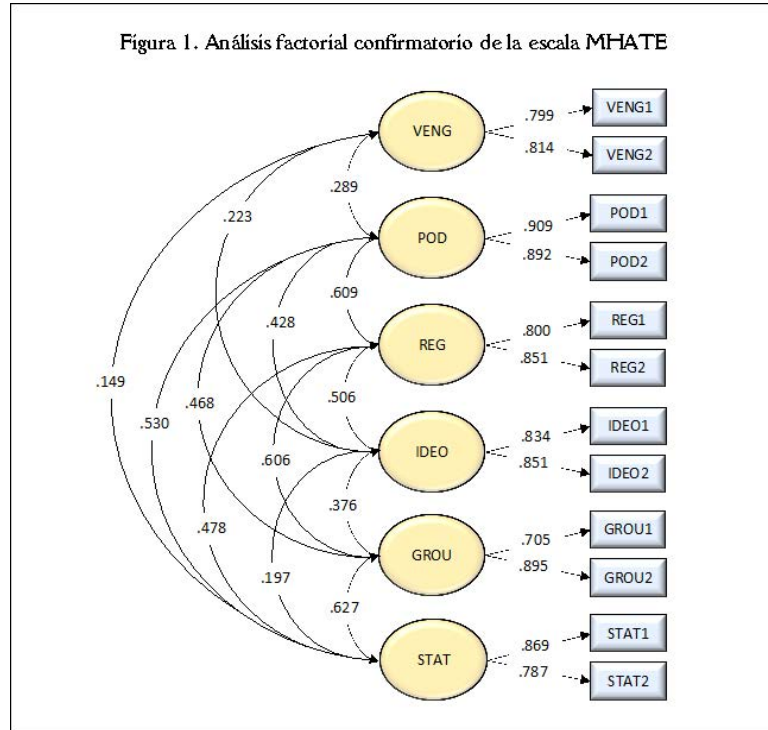 Figura 1. Análisis factorial confirmatorio de la escala MHATE
VENG
.799
VENG1
.814
VENG2
.289
.223
POD
.909
POD1
.892
POD2
.609
.428
REG
.800
REG1
.851
REG2
.149
.468
.530
.506
IDEO
.834
IDEO1
.851
IDEO2
.606
.478
.376
GROU
.705
GROU1
.895
GROU2
.197
.627
STAT
.869
STAT1
.787
STAT2